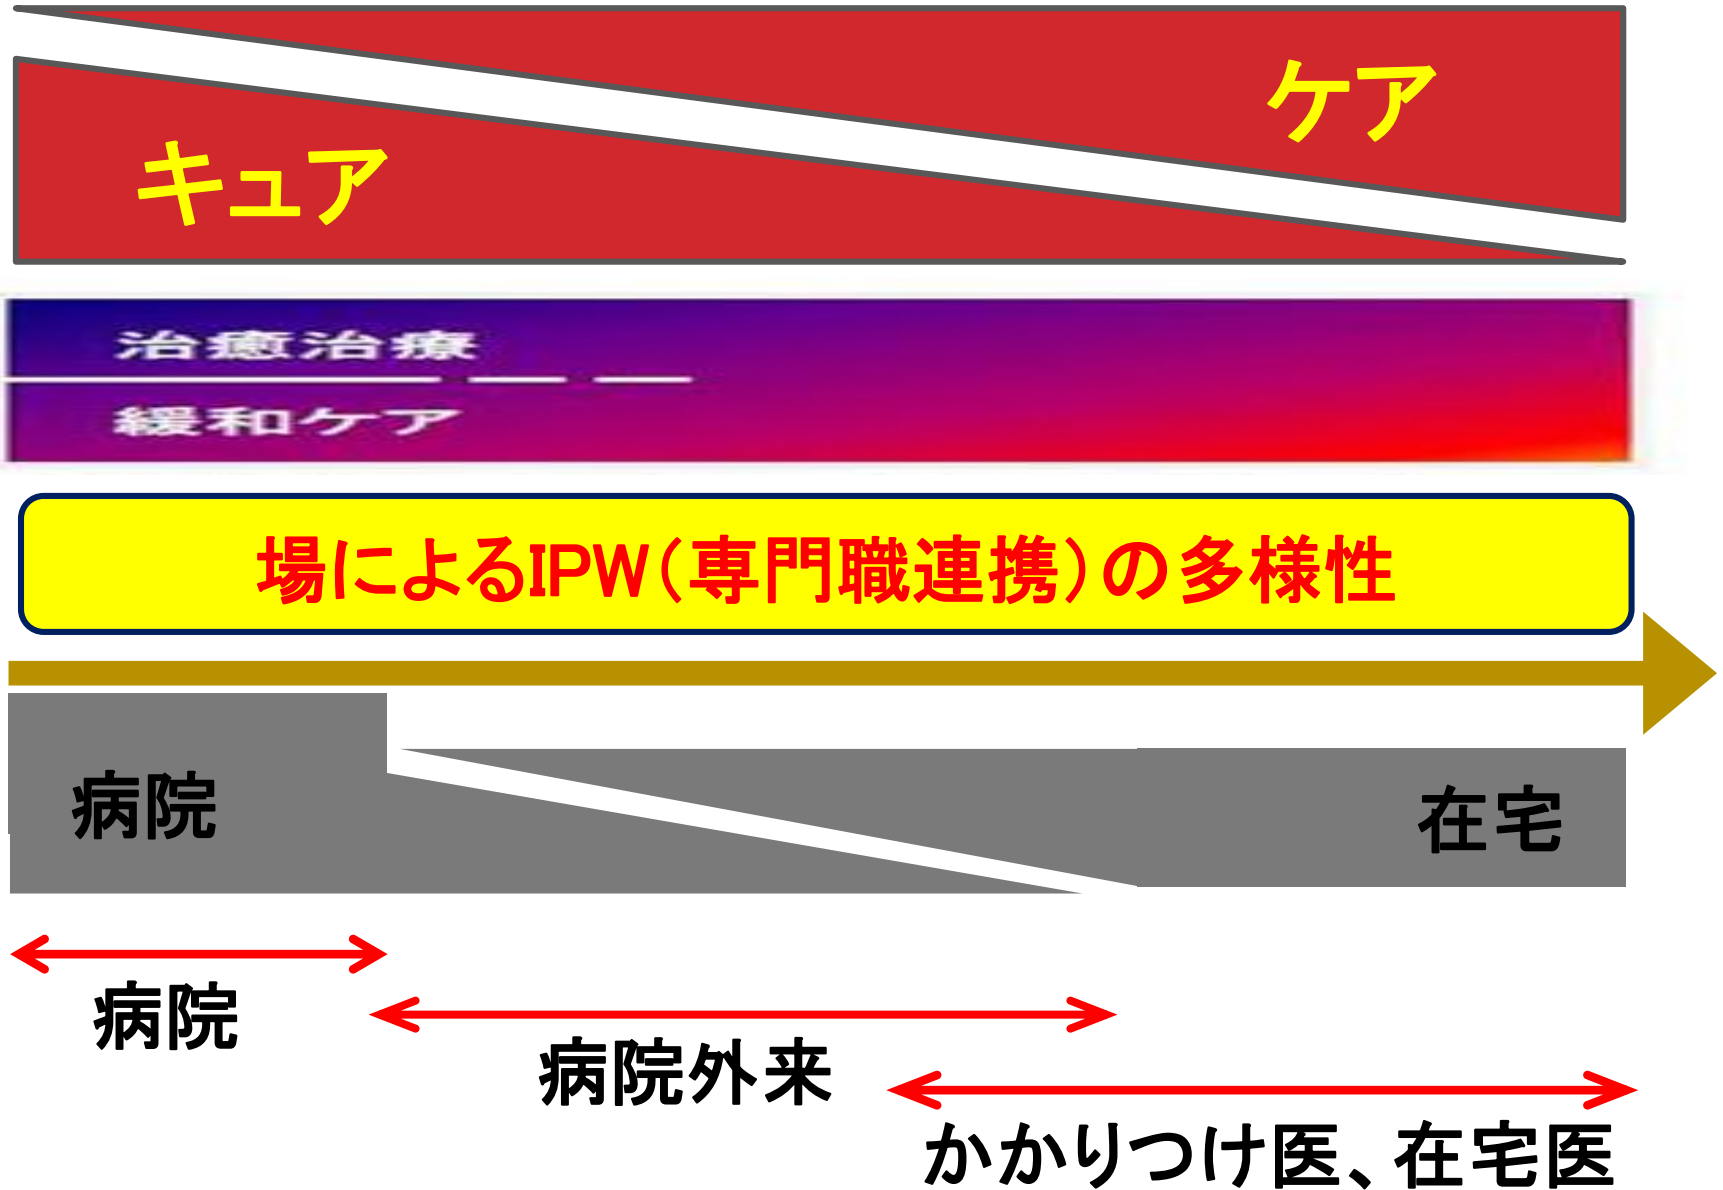 ケア
キュア
治癒治療
緩和ケア
場によるIPW（専門職連携）の多様性
病院
在宅
病院
病院外来
かかりつけ医、在宅医